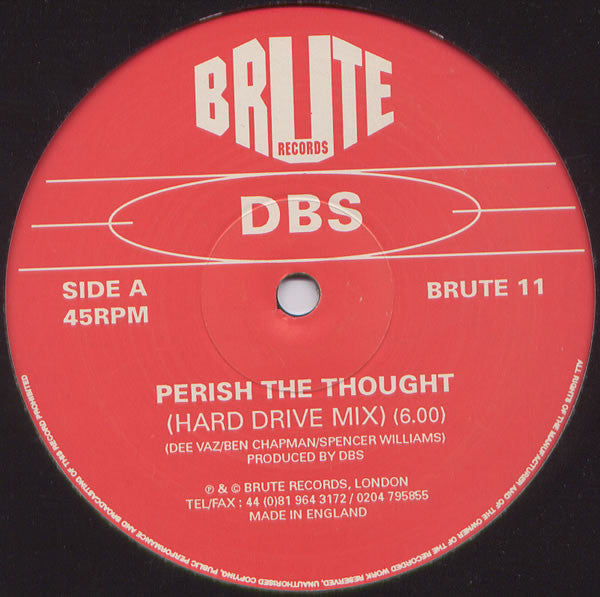 BRUTE
RECORDS
DBS
SIDE A
45RPM
BRUTE 11
PERISH THE THOUGHT
(HARD DRIVE MIX) (6.00)
(DEE VAZ/BEN CHAPMAN/SPENCER WILLIAMS)
PRODUCED BY DBS
℗ & © BRUTE RECORDS, LONDON
TEL/FAX : 44 (0)81 964 3172 / 0204 795855
MADE IN ENGLAND
ALL RIGHTS OF THE MANUFACTURER AND OF THE OWNER OF THE RECORDED WORK RESERVED, UNAUTHORISED COPYING, PUBLIC PERFORMANCE AND BROADCASTING OF THIS RECORD PROHIBITED